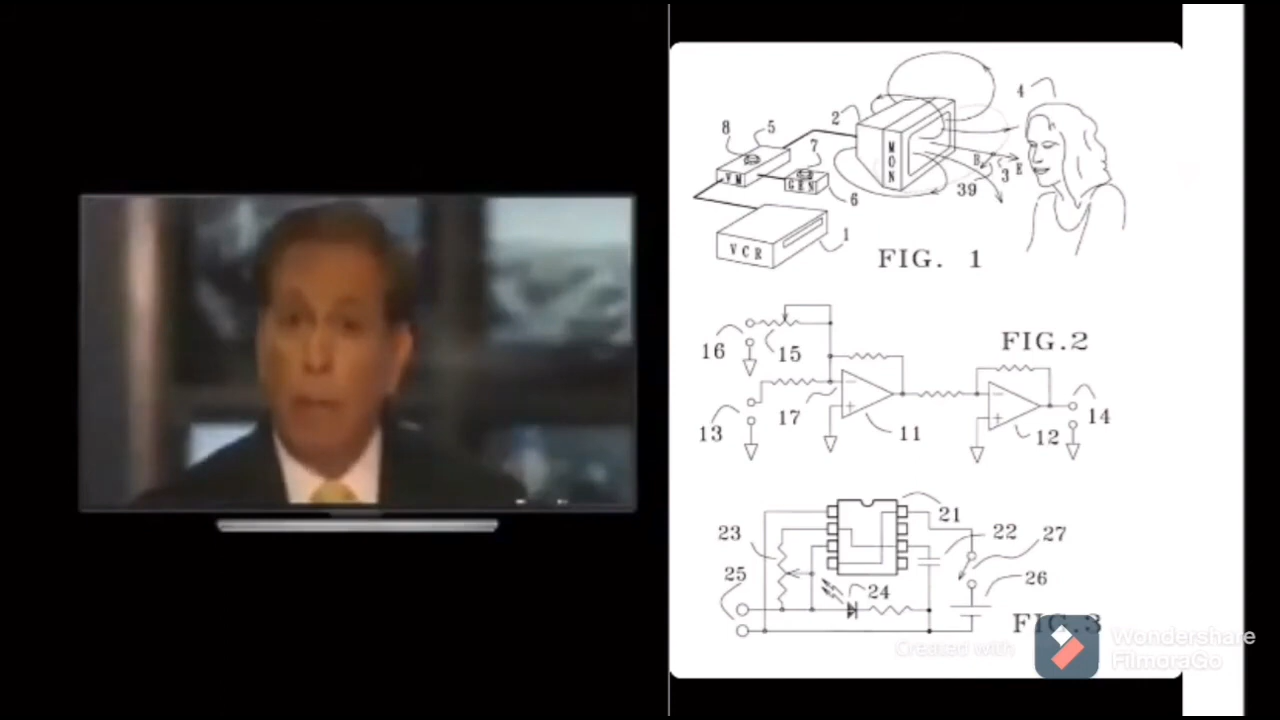 4
8
5
2
7
MON
VM
GEN
B
3
E
39
6
VCR
1
FIG. 1
16
15
FIG.2
13
17
11
12
14
21
23
22
27
25
24
26
FIG.3
Created with
Wondershare
FilmoraGo